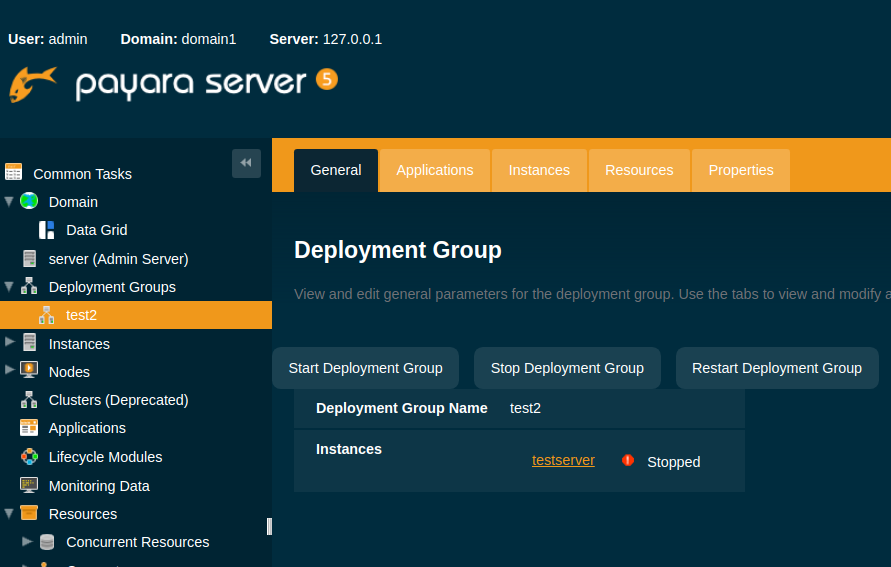 User: admin Domain: domain1 Server: 127.0.0.1
payara server 5
Common Tasks
Domain
Data Grid
server (Admin Server)
Deployment Groups
test2
Instances
Nodes
Clusters (Deprecated)
Applications
Lifecycle Modules
Monitoring Data
Resources
Concurrent Resources
General Applications Instances Resources Properties
Deployment Group
View and edit general parameters for the deployment group. Use the tabs to view and modify
Start Deployment Group Stop Deployment Group Restart Deployment Group
Deployment Group Name test2
Instances testserver Stopped